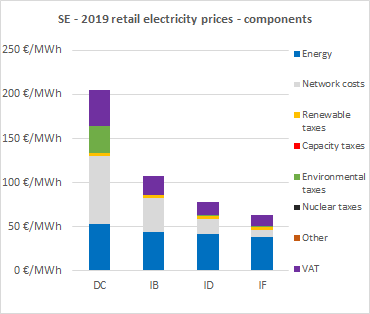 SE - 2019 retail electricity prices - components
250 €/MWh
200 €/MWh
150 €/MWh
100 €/MWh
50 €/MWh
0 €/MWh
DC
IB
ID
IF
Energy
Network costs
Renewable
taxes
Capacity taxes
Environmental
taxes
Nuclear taxes
Other
VAT